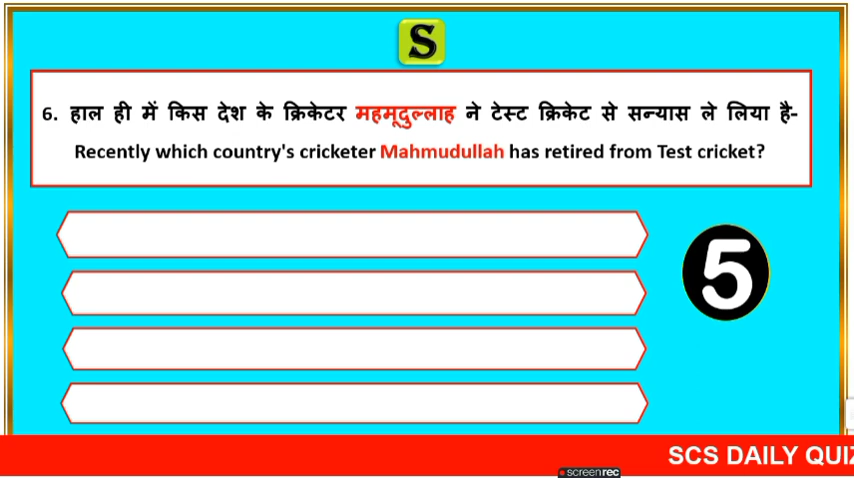 S
6. हाल ही में किस देश के क्रिकेटर महमूदुल्लाह ने टेस्ट क्रिकेट से सन्यास ले लिया है-
Recently which country's cricketer Mahmudullah has retired from Test cricket?
5
SCS DAILY QUIZ
screenrec